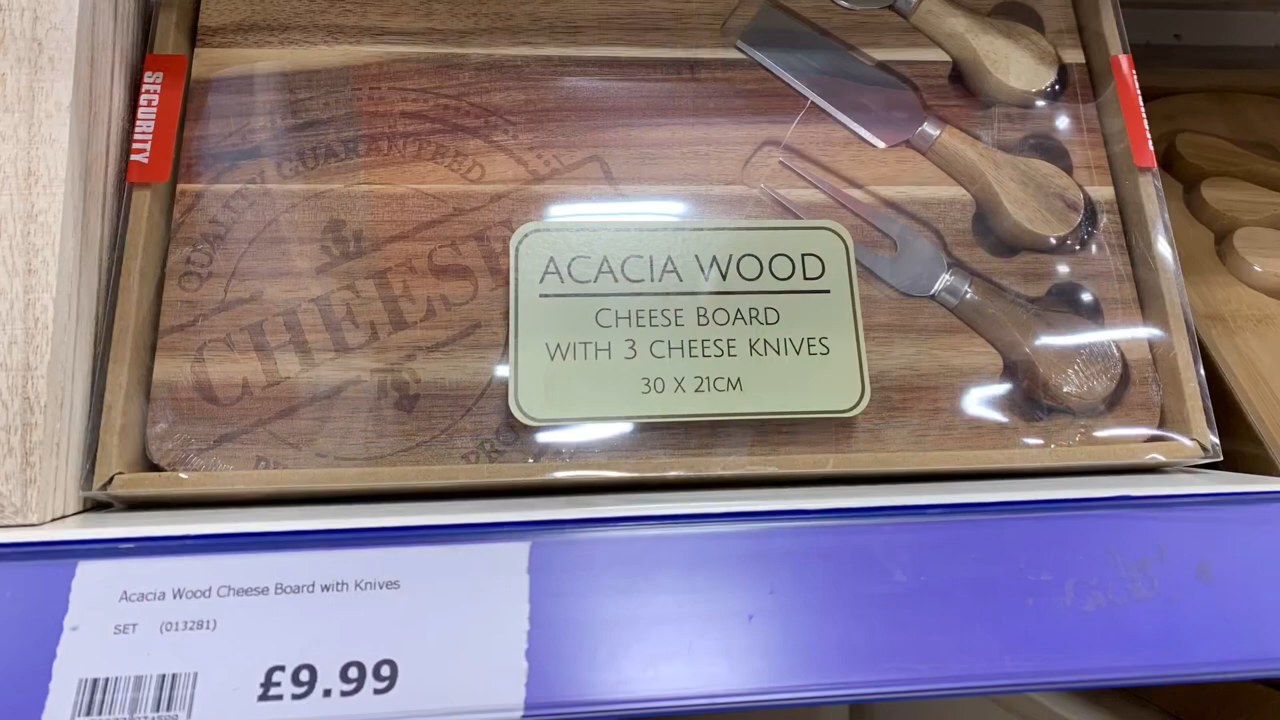 SECURITY
QUALITY GUARANTEED
CHEESE
ACACIA WOOD
CHEESE BOARD
WITH 3 CHEESE KNIVES
30 X 21CM
Acacia Wood Cheese Board with Knives
SET (013281)
£9.99